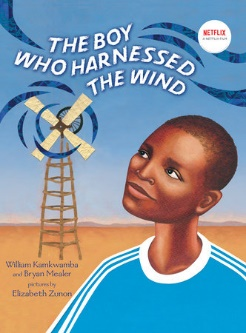 THE BOY
WHO HARNESSED
THE WIND
NETFLIX
William Kamkwamba
and Bryan Mealer
pictures by
Elizabeth Zunon